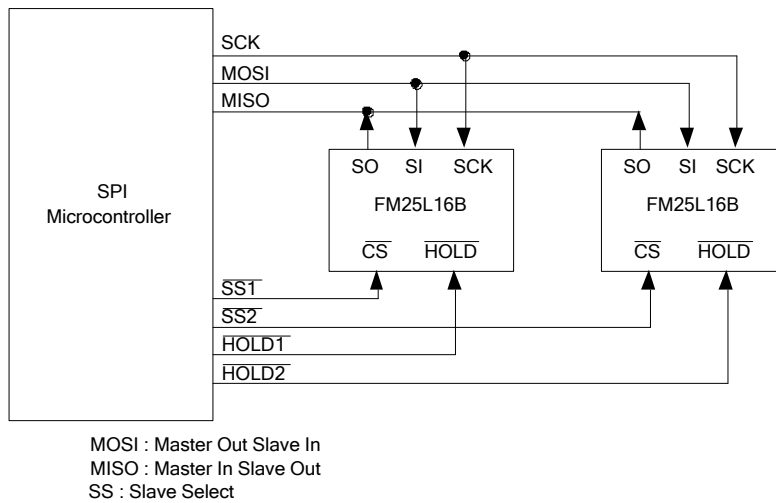 SCK
MOSI
MISO
SPI
Microcontroller
SO SI SCK
FM25L16B
CS HOLD
SO SI SCK
FM25L16B
CS HOLD
SS1
SS2
HOLD1
HOLD2
MOSI : Master Out Slave In
MISO : Master In Slave Out
SS : Slave Select